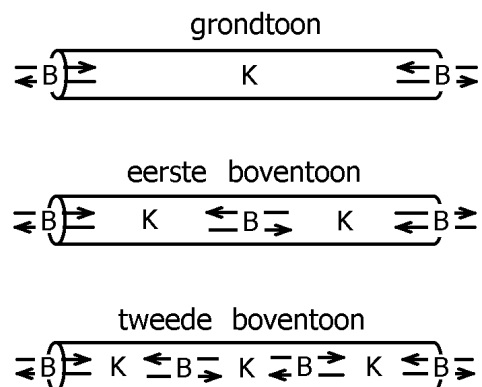 grondtoon
B K B
eerste boventoon
B K B K B
tweede boventoon
B K B K B K B